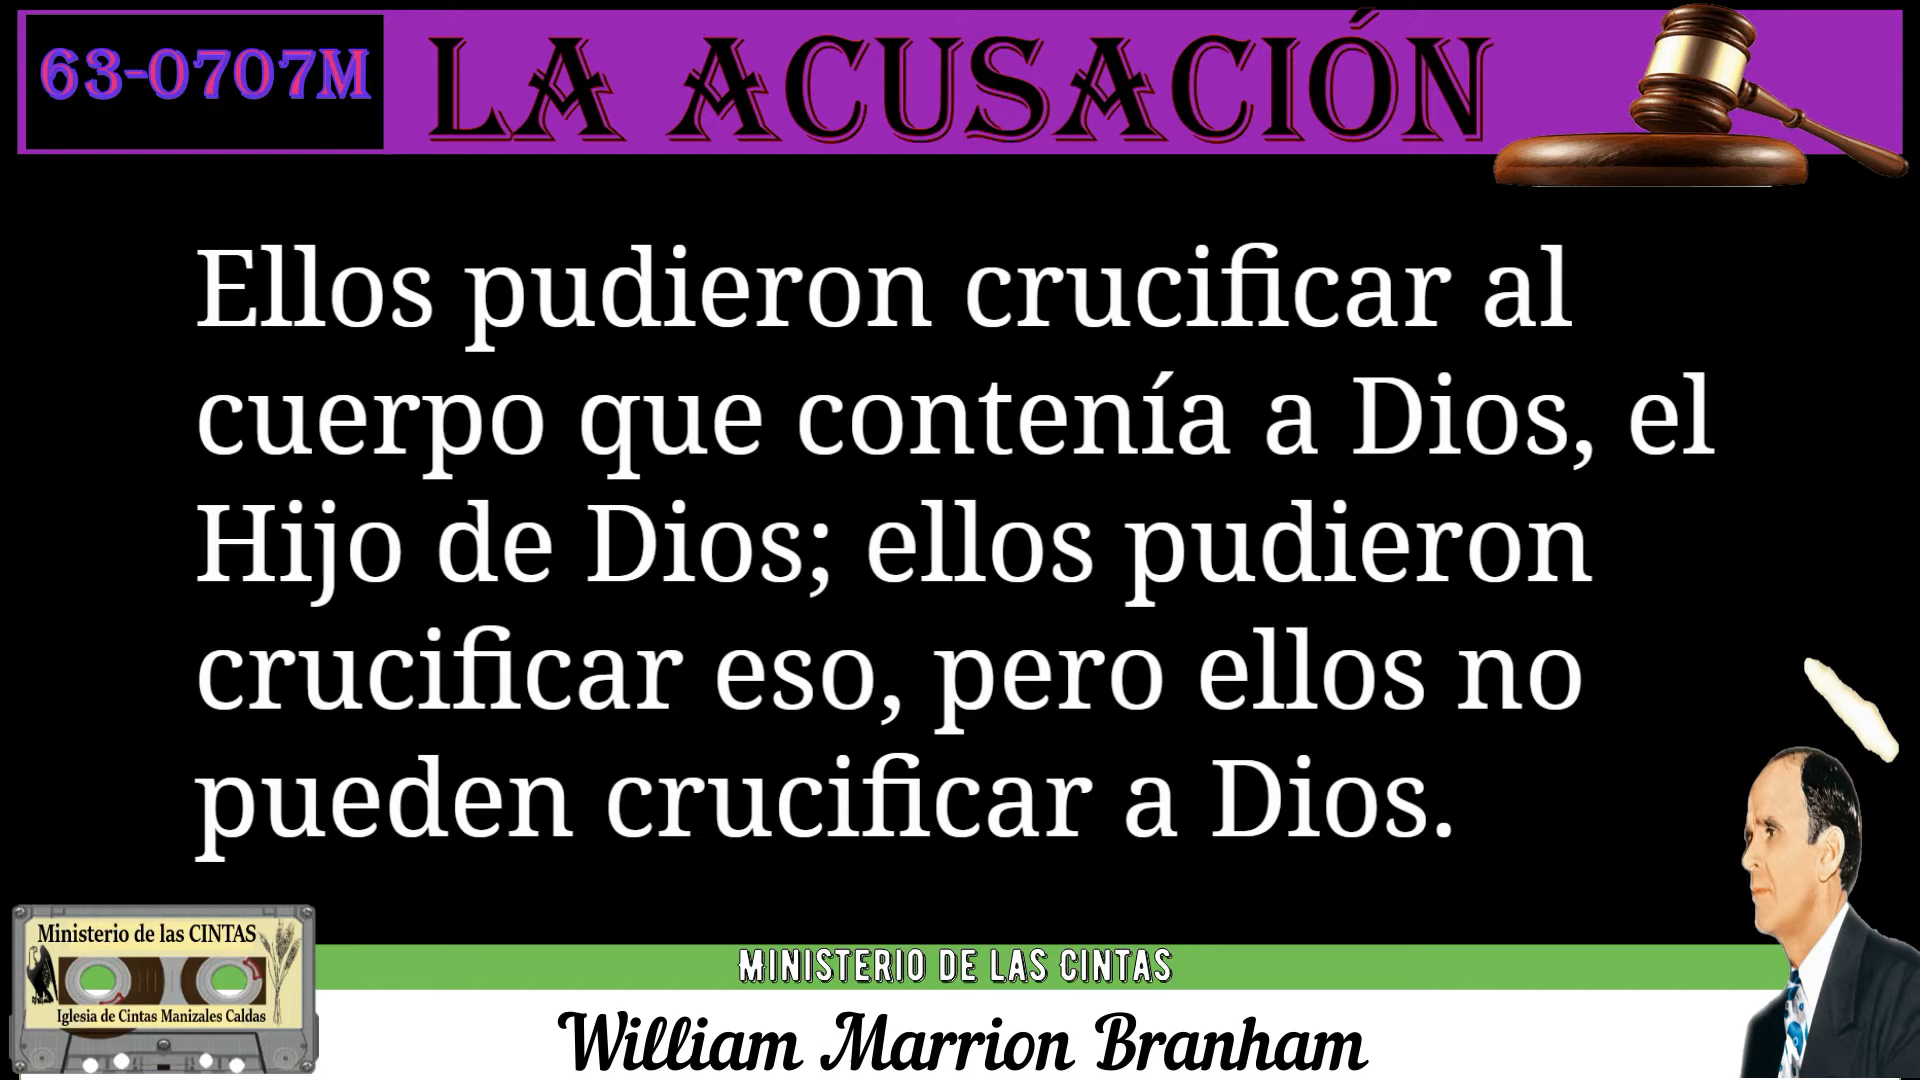 63-0707M
LA ACUSACIÓN
Ellos pudieron crucificar al
cuerpo que contenía a Dios, el
Hijo de Dios; ellos pudieron
crucificar eso, pero ellos no
pueden crucificar a Dios.
Ministerio de las CINTAS
Iglesia de Cintas Manizales Caldas
MINISTERIO DE LAS CINTAS
William Marrion Branham